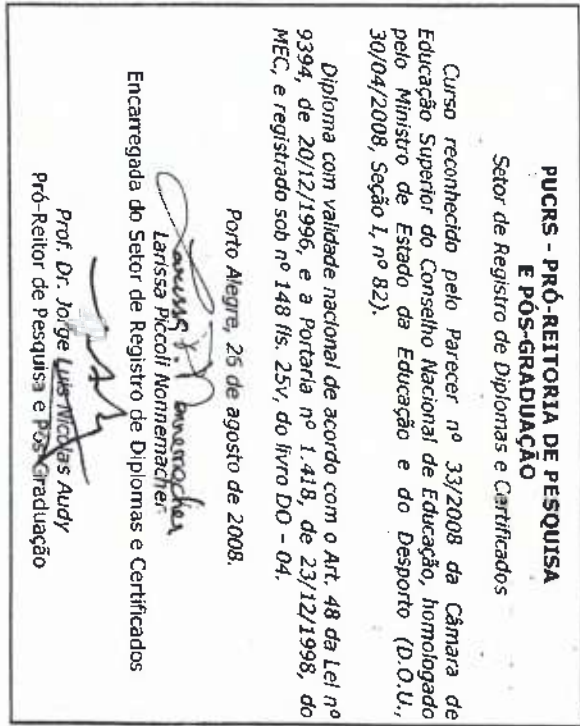 PUCRS - PRÓ-REITORIA DE PESQUISA
E PÓS-GRADUAÇÃO
Setor de Registro de Diplomas e Certificados
Curso reconhecido pelo Parecer nº 33/2008 da Câmara de
Educação Superior do Conselho Nacional de Educação, homologado
pelo Ministro de Estado da Educação e do Desporto (D.O.U.,
30/04/2008, Seção 1, nº 82).
Diploma com validade nacional de acordo com o Art. 48 da Lei nº
9394, de 20/12/1996, e a Portaria nº 1.418, de 23/12/1998, do
MEC, e registrado sob nº 148 fls. 25v, do livro DO - 04.
Porto Alegre, 26 de agosto de 2008.
Larissa P. Nonnemacher
Larissa Piccoli Nonnemacher
Encarregada do Setor de Registro de Diplomas e Certificados
Prof. Dr. Jorge Luis Nicolas Audy
Pró-Reitor de Pesquisa e Pós-Graduação